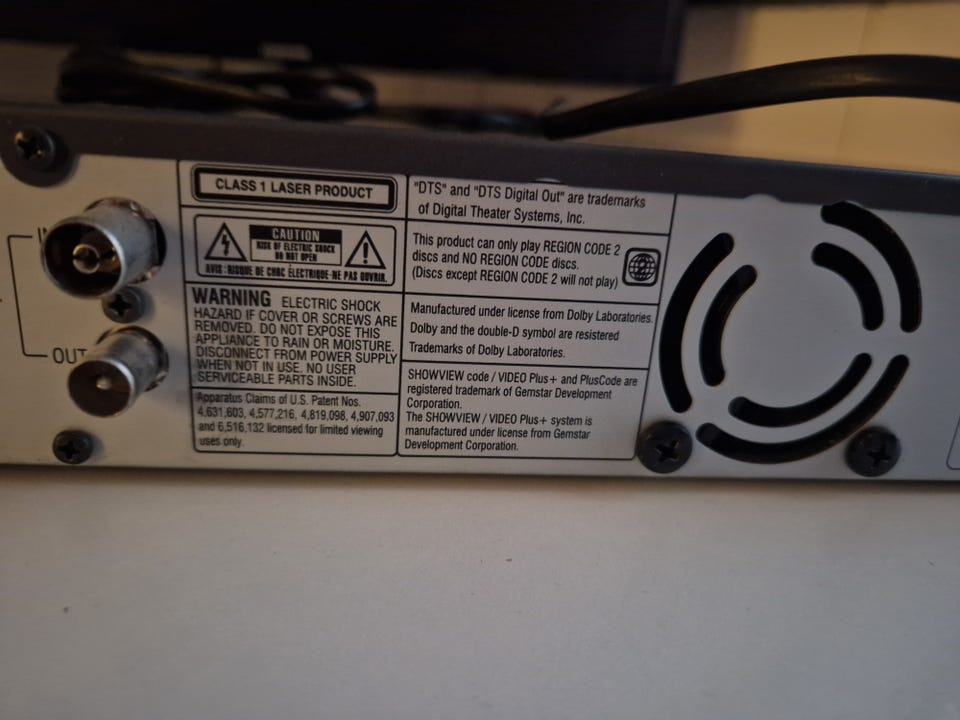 IN
OUT
CLASS 1 LASER PRODUCT
CAUTION
RISK OF ELECTRIC SHOCK
DO NOT OPEN
AVIS: RISQUE DE CHOC ÉLECTRIQUE-NE PAS OUVRIR.
WARNING ELECTRIC SHOCK
HAZARD IF COVER OR SCREWS ARE
REMOVED. DO NOT EXPOSE THIS
APPLIANCE TO RAIN OR MOISTURE.
DISCONNECT FROM POWER SUPPLY
WHEN NOT IN USE. NO USER
SERVICEABLE PARTS INSIDE.
Apparatus Claims of U.S. Patent Nos.
4,631,603, 4,577,216, 4,819,098, 4,907,093
and 6,516,132 licensed for limited viewing
uses only.
"DTS" and "DTS Digital Out" are trademarks
of Digital Theater Systems, Inc.
This product can only play REGION CODE 2
discs and NO REGION CODE discs.
(Discs except REGION CODE 2 will not play)
2
Manufactured under license from Dolby Laboratories.
Dolby and the double-D symbol are resistered
Trademarks of Dolby Laboratories.
SHOWVIEW code / VIDEO Plus+ and PlusCode are
registered trademark of Gemstar Development
Corporation.
The SHOWVIEW / VIDEO Plus+ system is
manufactured under license from Gemstar
Development Corporation.